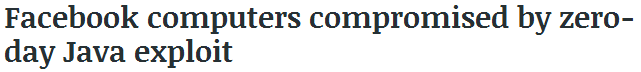 Facebook computers compromised by zero-
day Java exploit